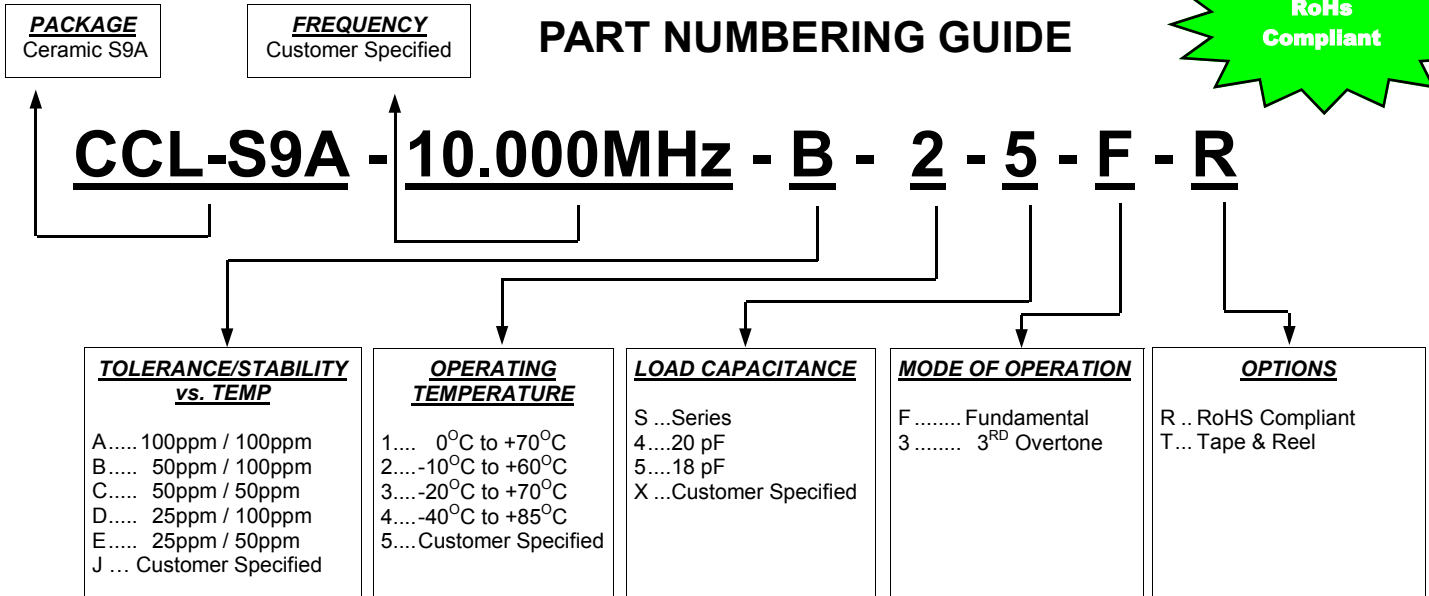 PACKAGE
Ceramic S9A
FREQUENCY
Customer Specified
PART NUMBERING GUIDE
RoHs
Compliant
CCL-S9A - 10.000MHz - B - 2 - 5 - F - R
TOLERANCE/STABILITY
vs. TEMP
A..... 100ppm / 100ppm
B..... 50ppm / 100ppm
C..... 50ppm / 50ppm
D..... 25ppm / 100ppm
E..... 25ppm / 50ppm
J ... Customer Specified
OPERATING
TEMPERATURE
1.... 0OC to +70OC
2....-10OC to +60OC
3....-20OC to +70OC
4....-40OC to +85OC
5....Customer Specified
LOAD CAPACITANCE
S ...Series
4....20 pF
5....18 pF
X ...Customer Specified
MODE OF OPERATION
F........ Fundamental
3 ........ 3RD Overtone
OPTIONS
R .. RoHS Compliant
T... Tape & Reel